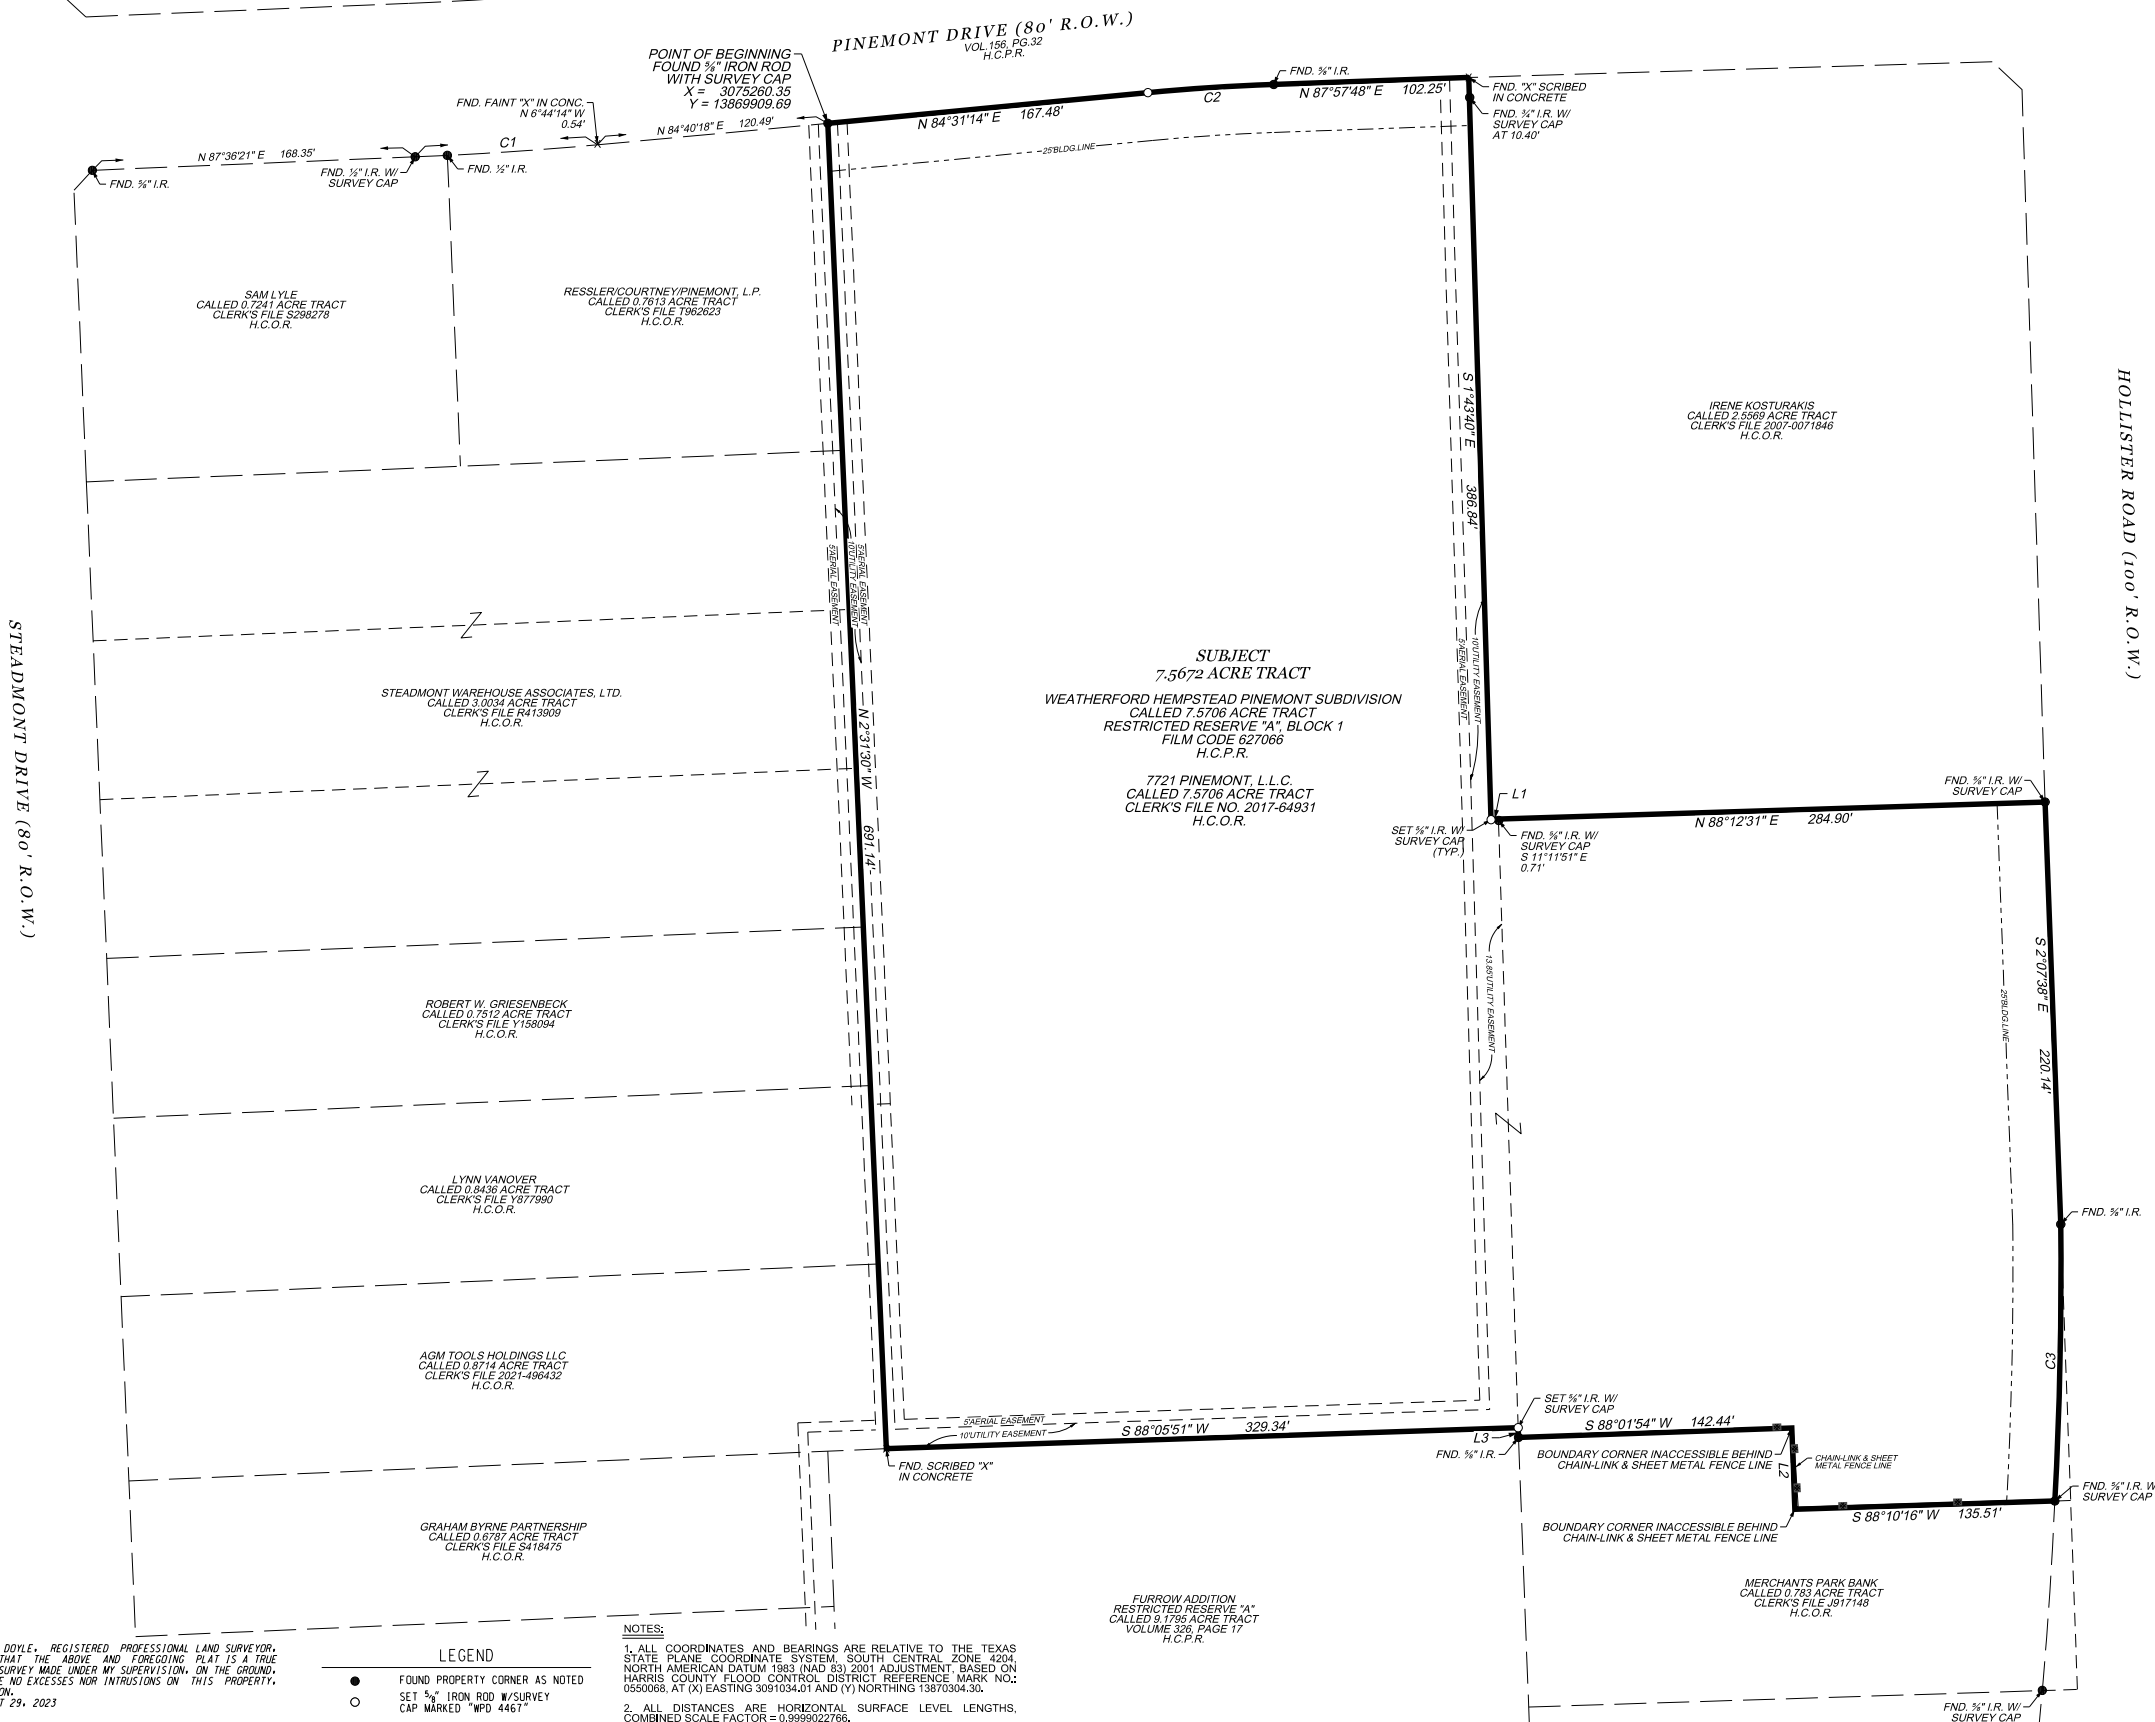 PINEMONT DRIVE (80' R.O.W.)
VOL.156, PG.32
H.C.P.R.
POINT OF BEGINNING
FOUND ⅝" IRON ROD
WITH SURVEY CAP
X = 3075260.35
Y = 13869909.69
FND. FAINT "X" IN CONC.
N 6°44'14" W
0.54'
N 87°36'21" E 168.35'
C1
N 84°40'18" E 120.49'
N 84°31'14" E 167.48'
C2
FND. ⅝" I.R.
N 87°57'48" E 102.25'
FND. "X" SCRIBED
IN CONCRETE
FND. ¾" I.R. W/
SURVEY CAP
AT 10.40'
FND. ⅝" I.R.
FND. ½" I.R. W/
SURVEY CAP
FND. ½" I.R.
25'BLDG.LINE
SAM LYLE
CALLED 0.7241 ACRE TRACT
CLERK'S FILE S298278
H.C.O.R.
RESSLER/COURTNEY/PINEMONT, L.P.
CALLED 0.7613 ACRE TRACT
CLERK'S FILE T962623
H.C.O.R.
S 1°43'40" E 386.84'
IRENE KOSTURAKIS
CALLED 2.5569 ACRE TRACT
CLERK'S FILE 2007-0071846
H.C.O.R.
HOLLISTER ROAD (100' R.O.W.)
STEADMONT DRIVE (80' R.O.W.)
5'AERIAL EASEMENT
10'UTILITY EASEMENT
5'AERIAL EASEMENT
N 2°31'30" W 691.14'
STEADMONT WAREHOUSE ASSOCIATES, LTD.
CALLED 3.0034 ACRE TRACT
CLERK'S FILE R413909
H.C.O.R.
SUBJECT
7.5672 ACRE TRACT
WEATHERFORD HEMPSTEAD PINEMONT SUBDIVISION
CALLED 7.5706 ACRE TRACT
RESTRICTED RESERVE "A", BLOCK 1
FILM CODE 627066
H.C.P.R.
7721 PINEMONT, L.L.C.
CALLED 7.5706 ACRE TRACT
CLERK'S FILE NO. 2017-64931
H.C.O.R.
5'AERIAL EASEMENT
10'UTILITY EASEMENT
L1
SET ⅝" I.R. W/
SURVEY CAP
(TYP.)
FND. ⅝" I.R. W/
SURVEY CAP
S 11°11'51" E
0.71'
N 88°12'31" E 284.90'
FND. ⅝" I.R. W/
SURVEY CAP
13.85'UTILITY EASEMENT
25'BLDG.LINE
S 2°07'38" E 220.14'
ROBERT W. GRIESENBECK
CALLED 0.7512 ACRE TRACT
CLERK'S FILE Y158094
H.C.O.R.
LYNN VANOVER
CALLED 0.8436 ACRE TRACT
CLERK'S FILE Y877990
H.C.O.R.
FND. ⅝" I.R.
AGM TOOLS HOLDINGS LLC
CALLED 0.8714 ACRE TRACT
CLERK'S FILE 2021-496432
H.C.O.R.
C3
5'AERIAL EASEMENT
10'UTILITY EASEMENT
S 88°05'51" W 329.34'
SET ⅝" I.R. W/
SURVEY CAP
L3
FND. ⅝" I.R.
S 88°01'54" W 142.44'
BOUNDARY CORNER INACCESSIBLE BEHIND
CHAIN-LINK & SHEET METAL FENCE LINE
L2
CHAIN-LINK & SHEET
METAL FENCE LINE
FND. SCRIBED "X"
IN CONCRETE
S 88°10'16" W 135.51'
FND. ⅝" I.R. W
SURVEY CAP
BOUNDARY CORNER INACCESSIBLE BEHIND
CHAIN-LINK & SHEET METAL FENCE LINE
GRAHAM BYRNE PARTNERSHIP
CALLED 0.6787 ACRE TRACT
CLERK'S FILE S418475
H.C.O.R.
FURROW ADDITION
RESTRICTED RESERVE "A"
CALLED 9.1795 ACRE TRACT
VOLUME 326, PAGE 17
H.C.P.R.
MERCHANTS PARK BANK
CALLED 0.783 ACRE TRACT
CLERK'S FILE J917148
H.C.O.R.
FND. ⅝" I.R. W/
SURVEY CAP
DOYLE, REGISTERED PROFESSIONAL LAND SURVEYOR,
THAT THE ABOVE AND FOREGOING PLAT IS A TRUE
SURVEY MADE UNDER MY SUPERVISION, ON THE GROUND,
E NO EXCESSES NOR INTRUSIONS ON THIS PROPERTY,
ON.
T 29, 2023
LEGEND
FOUND PROPERTY CORNER AS NOTED
SET ⅝" IRON ROD W/SURVEY
CAP MARKED "WPD 4467"
NOTES:
1. ALL COORDINATES AND BEARINGS ARE RELATIVE TO THE TEXAS
STATE PLANE COORDINATE SYSTEM, SOUTH CENTRAL ZONE 4204,
NORTH AMERICAN DATUM 1983 (NAD 83) 2001 ADJUSTMENT, BASED ON
HARRIS COUNTY FLOOD CONTROL DISTRICT REFERENCE MARK NO.:
0550068, AT (X) EASTING 3091034.01 AND (Y) NORTHING 13870304.30.
2. ALL DISTANCES ARE HORIZONTAL SURFACE LEVEL LENGTHS,
COMBINED SCALE FACTOR = 0.9999022766.